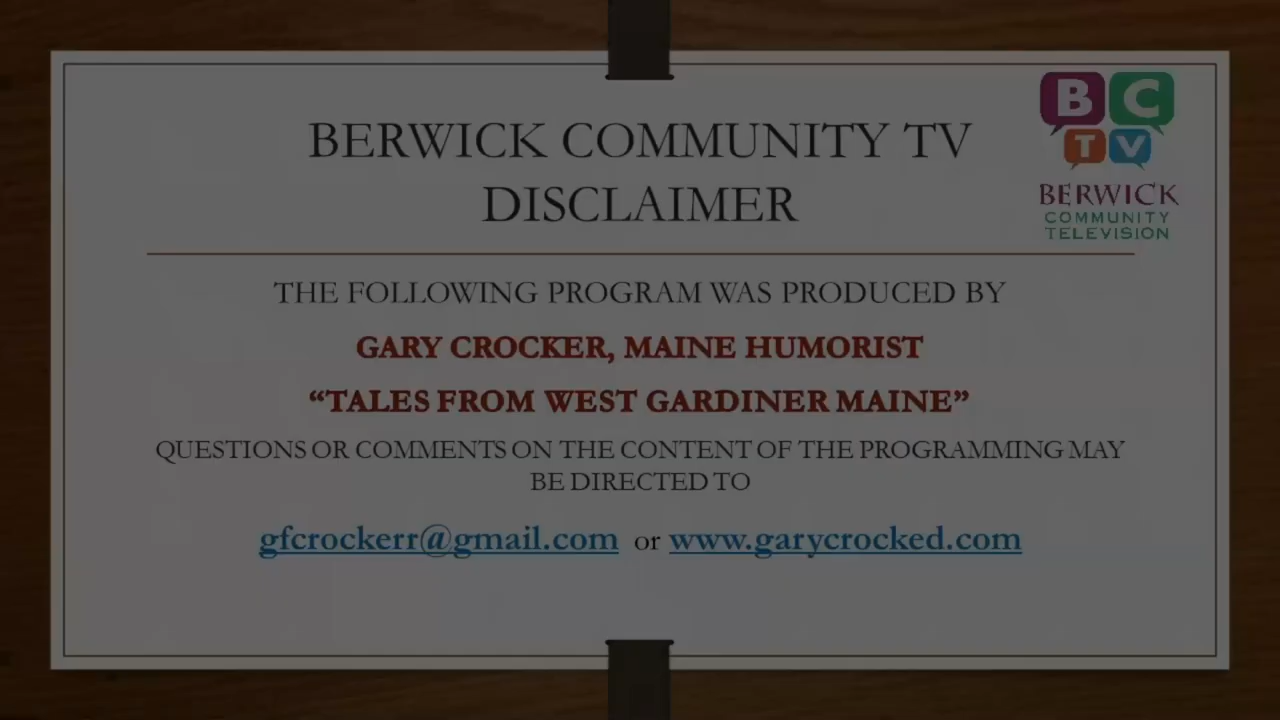 BERWICK COMMUNITY TV
DISCLAIMER
B C
T V
BERWICK
COMMUNITY
TELEVISION
THE FOLLOWING PROGRAM WAS PRODUCED BY
GARY CROCKER, MAINE HUMORIST
“TALES FROM WEST GARDINER MAINE”
QUESTIONS OR COMMENTS ON THE CONTENT OF THE PROGRAMMING MAY
BE DIRECTED TO
gfcrockerr@gmail.com or www.garycrocked.com